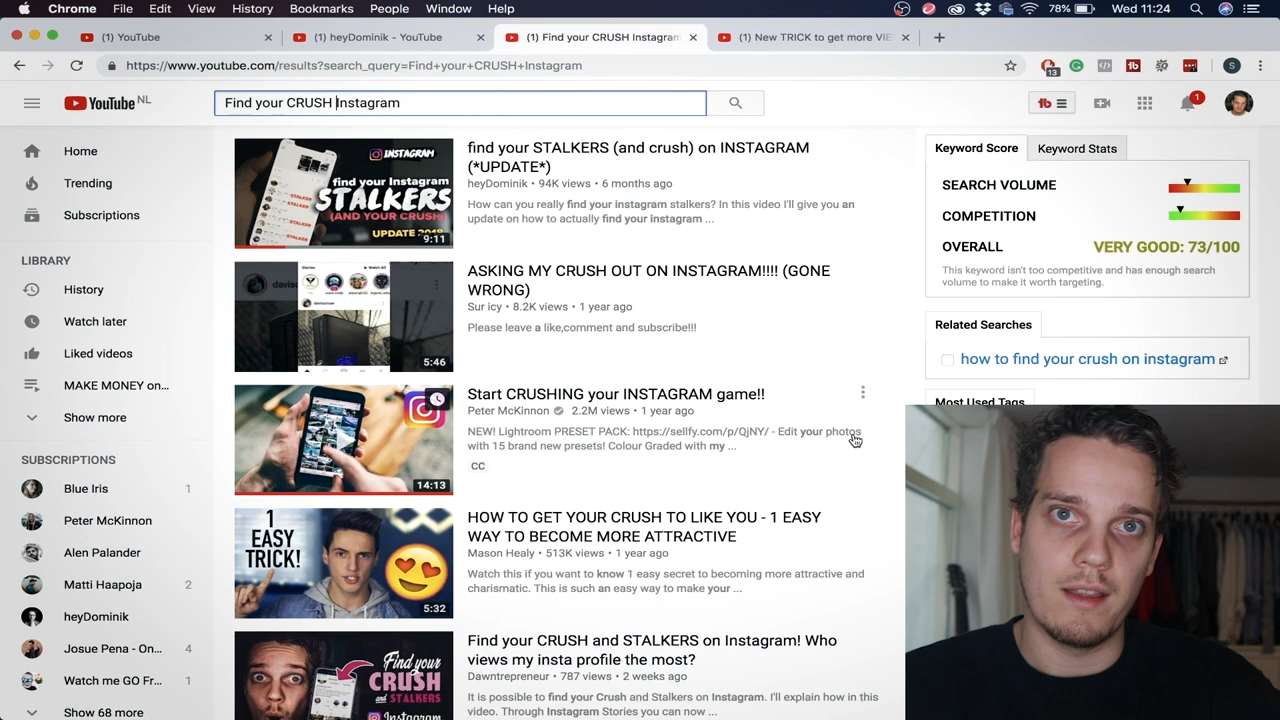 Chrome File Edit View History Bookmarks People Window Help
78% Wed 11:24
(1) YouTube
(1) heyDominik - YouTube
(1) Find your CRUSH Instagram
(1) New TRICK to get more VIE
https://www.youtube.com/results?search_query=Find+your+CRUSH+Instagram
13
S
YouTube NL
Find your CRUSH Instagram
tb
1
Home
Trending
Subscriptions
LIBRARY
History
Watch later
Liked videos
MAKE MONEY on...
Show more
SUBSCRIPTIONS
Blue Iris 1
Peter McKinnon
Alen Palander
Matti Haapoja 2
heyDominik
Josue Pena - On... 4
Watch me GO Fr... 1
Show 68 more
INSTAGRAM
find your Instagram
STALKERS
(AND YOUR CRUSH)
UPDATE 2018
9:11
find your STALKERS (and crush) on INSTAGRAM
(*UPDATE*)
heyDominik • 94K views • 6 months ago
How can you really find your instagram stalkers? In this video I'll give you an
update on how to actually find your instagram ...
5:46
ASKING MY CRUSH OUT ON INSTAGRAM!!!! (GONE
WRONG)
Sur icy • 8.2K views • 1 year ago
Please leave a like,comment and subscribe!!!
14:13
Start CRUSHING your INSTAGRAM game!!
Peter McKinnon 2.2M views • 1 year ago
NEW! Lightroom PRESET PACK: https://sellfy.com/p/QjNY/ - Edit your photos
with 15 brand new presets! Colour Graded with my ...
CC
1
EASY
TRICK!
5:32
HOW TO GET YOUR CRUSH TO LIKE YOU - 1 EASY
WAY TO BECOME MORE ATTRACTIVE
Mason Healy • 513K views • 1 year ago
Watch this if you want to know 1 easy secret to becoming more attractive and
charismatic. This is such an easy way to make your ...
Find your
CRUSH
and STALKERS
Instagram
Find your CRUSH and STALKERS on Instagram! Who
views my insta profile the most?
Dawntrepreneur • 787 views • 2 weeks ago
It is possible to find your Crush and Stalkers on Instagram. I'll explain how in this
video. Through Instagram Stories you can now ...
Keyword Score
Keyword Stats
SEARCH VOLUME
COMPETITION
OVERALL VERY GOOD: 73/100
This keyword isn't too competitive and has enough search
volume to make it worth targeting.
Related Searches
how to find your crush on instagram
Most Used Tags